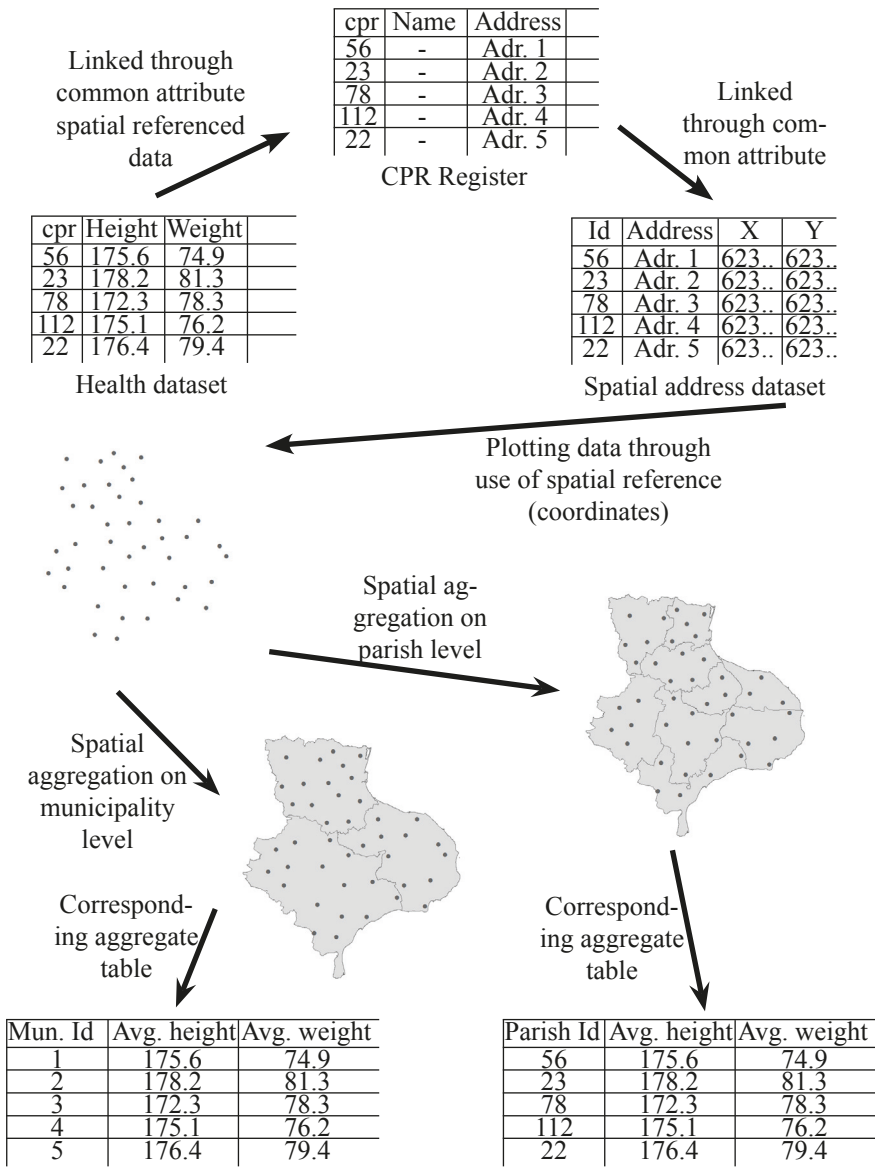 cpr Name Address
56 - Adr. 1
23 - Adr. 2
78 - Adr. 3
112 - Adr. 4
22 - Adr. 5
CPR Register
Linked through
common attribute
spatial referenced
data
Linked
through com-
mon attribute
cpr Height Weight
56 175.6 74.9
23 178.2 81.3
78 172.3 78.3
112 175.1 76.2
22 176.4 79.4
Health dataset
Id Address X Y
56 Adr. 1 623.. 623..
23 Adr. 2 623.. 623..
78 Adr. 3 623.. 623..
112 Adr. 4 623.. 623..
22 Adr. 5 623.. 623..
Spatial address dataset
Plotting data through
use of spatial reference
(coordinates)
Spatial ag-
gregation on
parish level
Spatial
aggregation on
municipality
level
Correspond-
ing aggregate
table
Correspond-
ing aggregate
table
Mun. Id Avg. height Avg. weight
1 175.6 74.9
2 178.2 81.3
3 172.3 78.3
4 175.1 76.2
5 176.4 79.4
Parish Id Avg. height Avg. weight
56 175.6 74.9
23 178.2 81.3
78 172.3 78.3
112 175.1 76.2
22 176.4 79.4